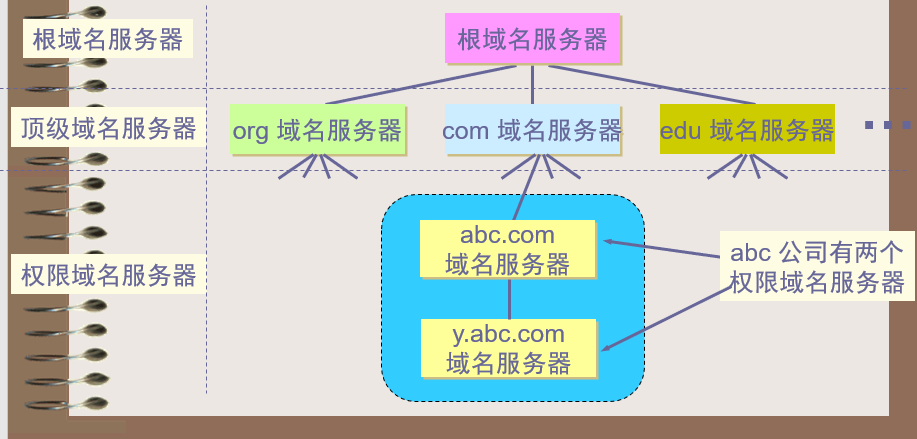 根域名服务器
根域名服务器
顶级域名服务器
org 域名服务器
com 域名服务器
edu 域名服务器
…
权限域名服务器
abc.com
域名服务器
y.abc.com
域名服务器
abc 公司有两个
权限域名服务器